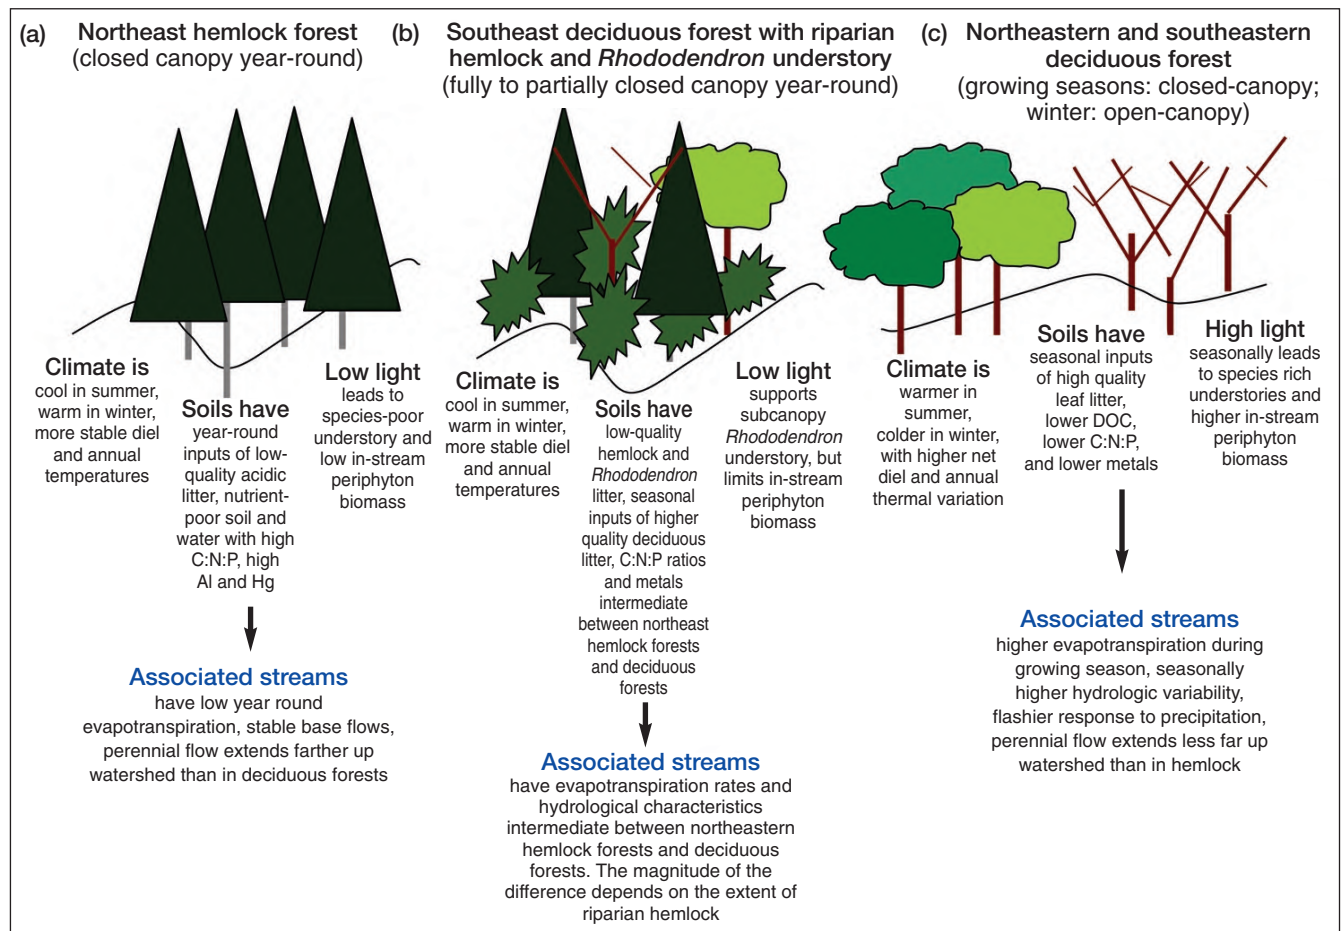 (a)
Northeast hemlock forest
(closed canopy year-round)
Climate is
cool in summer,
warm in winter,
more stable diel
and annual
temperatures
Soils have
year-round
inputs of low-
quality acidic
litter, nutrient-
poor soil and
water with high
C:N:P, high
Al and Hg
Low light
leads to
species-poor
understory and
low in-stream
periphyton
biomass
Associated streams
have low year round
evapotranspiration, stable base flows,
perennial flow extends farther up
watershed than in deciduous forests
(b)
Southeast deciduous forest with riparian
hemlock and Rhododendron understory
(fully to partially closed canopy year-round)
Climate is
cool in summer,
warm in winter,
more stable diel
and annual
temperatures
Soils have
low-quality
hemlock and
Rhododendron
litter, seasonal
inputs of higher
quality deciduous
litter, C:N:P ratios
and metals
intermediate
between northeast
hemlock forests
and deciduous
forests
Low light
supports
subcanopy
Rhododendron
understory, but
limits in-stream
periphyton
biomass
Associated streams
have evapotranspiration rates and
hydrological characteristics
intermediate between northeastern
hemlock forests and deciduous
forests. The magnitude of the
difference depends on the extent of
riparian hemlock
(c)
Northeastern and southeastern
deciduous forest
(growing seasons: closed-canopy;
winter: open-canopy)
Climate is
warmer in
summer,
colder in winter,
with higher net
diel and annual
thermal variation
Soils have
seasonal inputs
of high quality
leaf litter,
lower DOC,
lower C:N:P,
and lower metals
High light
seasonally leads
to species rich
understories and
higher in-stream
periphyton
biomass
Associated streams
higher evapotranspiration during
growing season, seasonally
higher hydrologic variability,
flashier response to precipitation,
perennial flow extends less far up
watershed than in hemlock